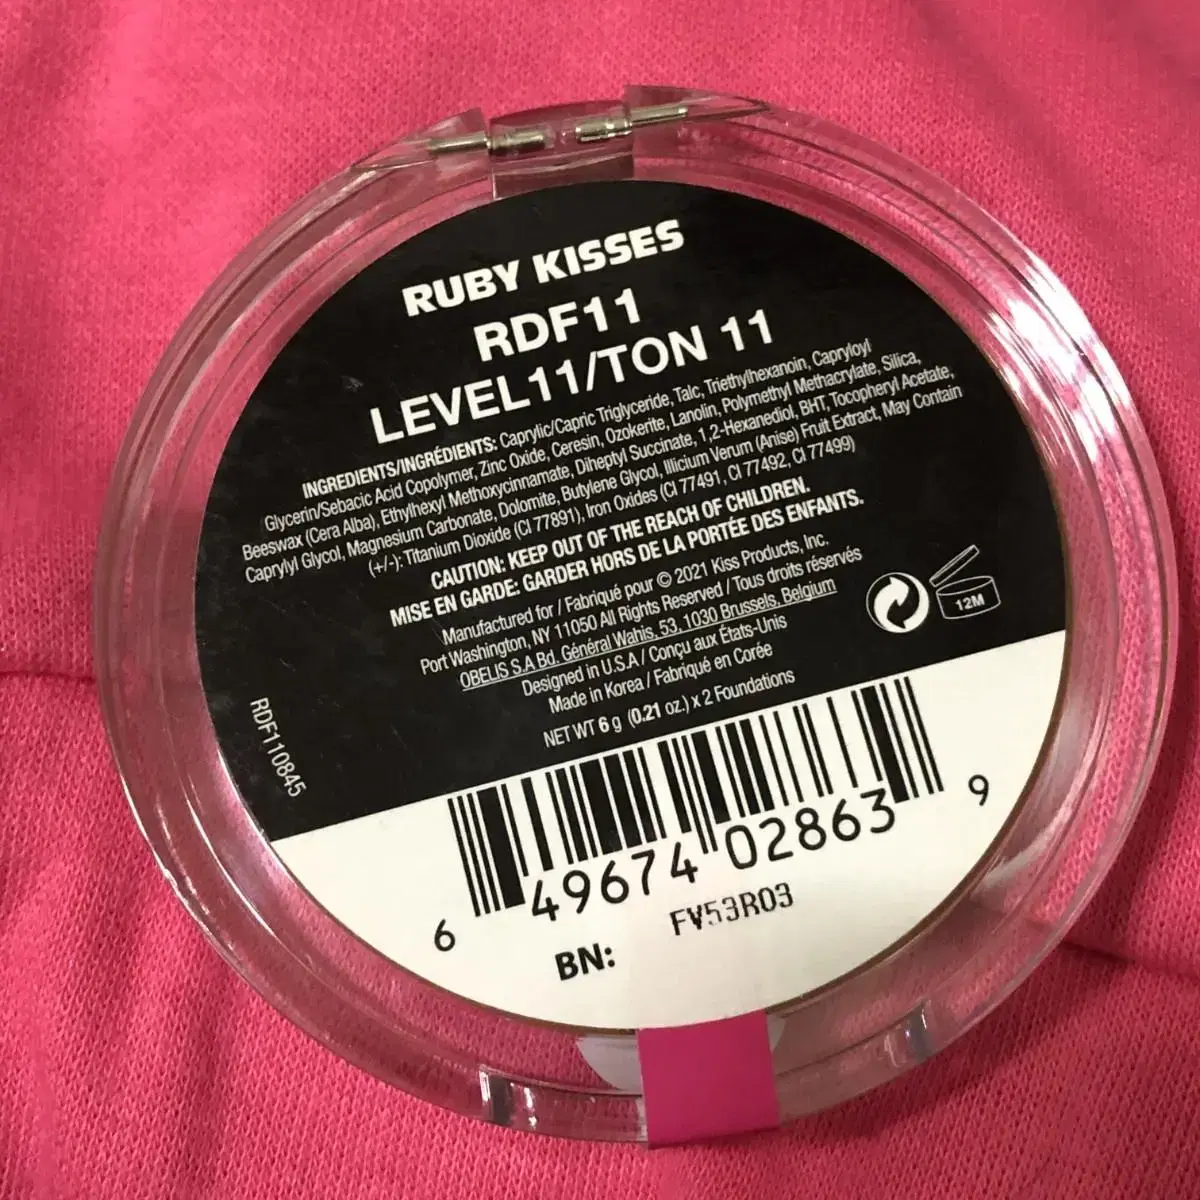 RUBY KISSES
RDF11
LEVEL11/TON 11
INGREDIENTS/INGRÉDIENTS: Caprylic/Capric Triglyceride, Talc, Triethylhexanoin, Capryloyl
Glycerin/Sebacic Acid Copolymer, Zinc Oxide, Ceresin, Ozokerite, Lanolin, Polymethyl Methacrylate, Silica,
Beeswax (Cera Alba), Ethylhexyl Methoxycinnamate, Diheptyl Succinate, 1,2-Hexanediol, BHT, Tocopheryl Acetate,
Caprylyl Glycol, Magnesium Carbonate, Dolomite, Butylene Glycol, Illicium Verum (Anise) Fruit Extract, May Contain
(+/-): Titanium Dioxide (CI 77891), Iron Oxides (CI 77491, CI 77492, CI 77499)
CAUTION: KEEP OUT OF THE REACH OF CHILDREN.
MISE EN GARDE: GARDER HORS DE LA PORTÉE DES ENFANTS.
Manufactured for / Fabriqué pour © 2021 Kiss Products, Inc.
Port Washington, NY 11050 All Rights Reserved / Tous droits réservés
OBELIS S.A Bd. Général Wahis, 53, 1030 Brussels, Belgium
Designed in U.S.A / Conçu aux États-Unis
Made in Korea / Fabriqué en Corée
NET WT 6 g (0.21 oz.) x 2 Foundations
12M
RDF110845
6 49674 02863 9
BN: FV53R03